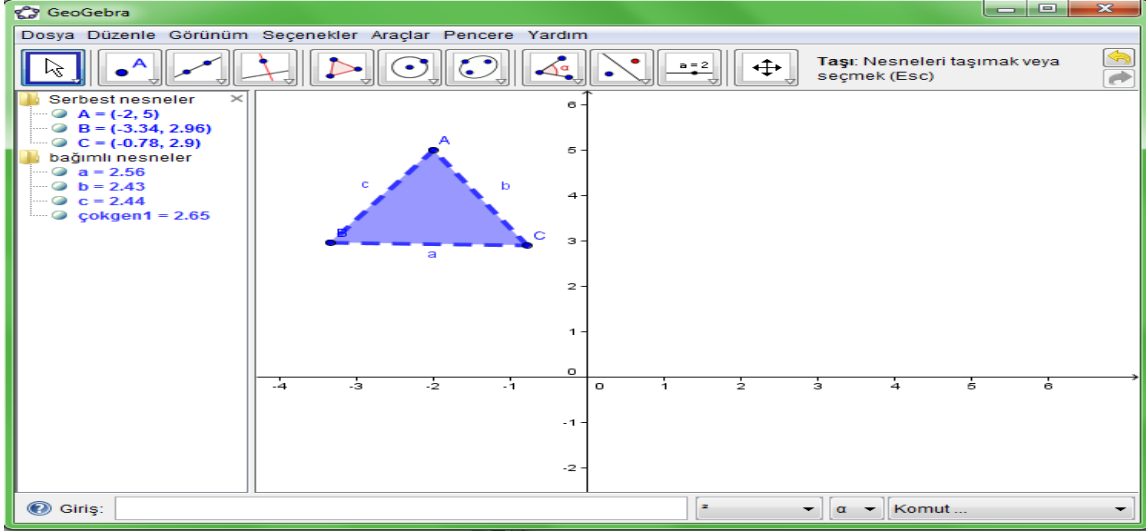 GeoGebra
Dosya Düzenle Görünüm Seçenekler Araçlar Pencere Yardım
A
α
a = 2
Taşı: Nesneleri taşımak veya
seçmek (Esc)
Serbest nesneler
A = (-2, 5)
B = (-3.34, 2.96)
C = (-0.78, 2.9)
bağımlı nesneler
a = 2.56
b = 2.43
c = 2.44
çokgen1 = 2.65
6
5
4
3
2
1
0
-1
-2
A
c
b
B
C
a
-4 -3 -2 -1 0 1 2 3 4 5 6
Giriş:
²
α
Komut ...